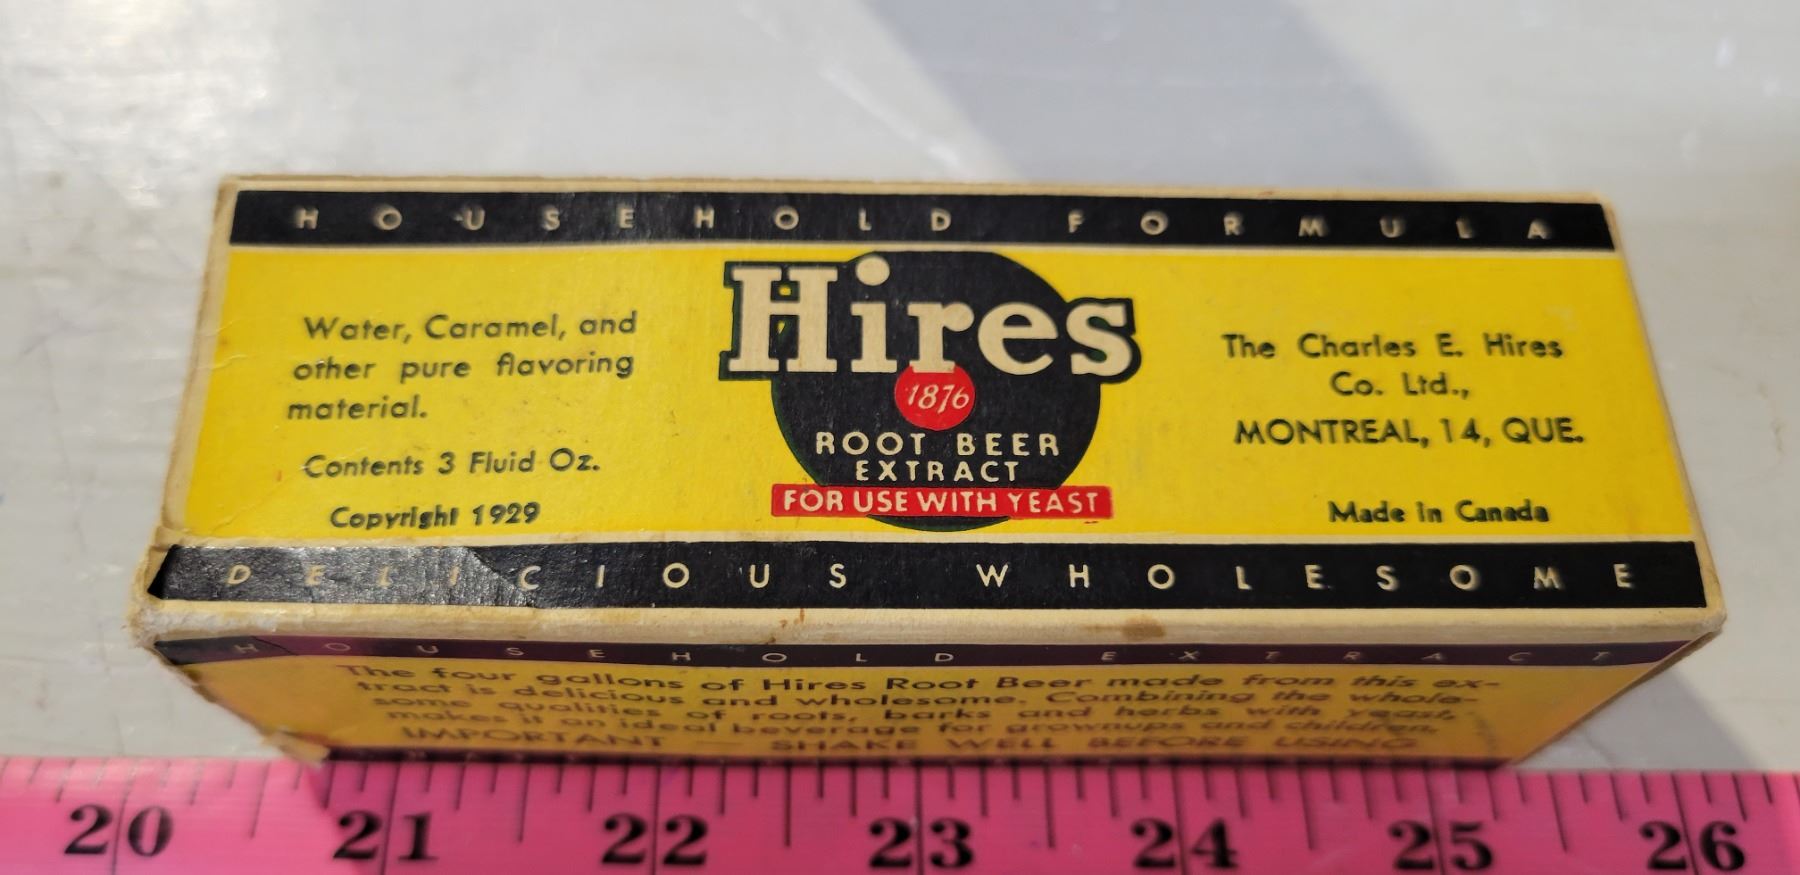 HOUSEHOLD FORMULA
Water, Caramel, and
other pure flavoring
material.
Contents 3 Fluid Oz.
Copyright 1929
Hires
1876
ROOT BEER
EXTRACT
FOR USE WITH YEAST
The Charles E. Hires
Co. Ltd.,
MONTREAL, 14, QUE.
Made in Canada
DELICIOUS WHOLESOME
HOUSEHOLD EXTRACT
The four gallons of Hires Root Beer made from this ex-
tract is delicious and wholesome. Combining the whole-
some qualities of roots, barks and herbs with yeast,
makes it an ideal beverage for grownups and children.
IMPORTANT — SHAKE WELL BEFORE USING
20 21 22 23 24 25 26